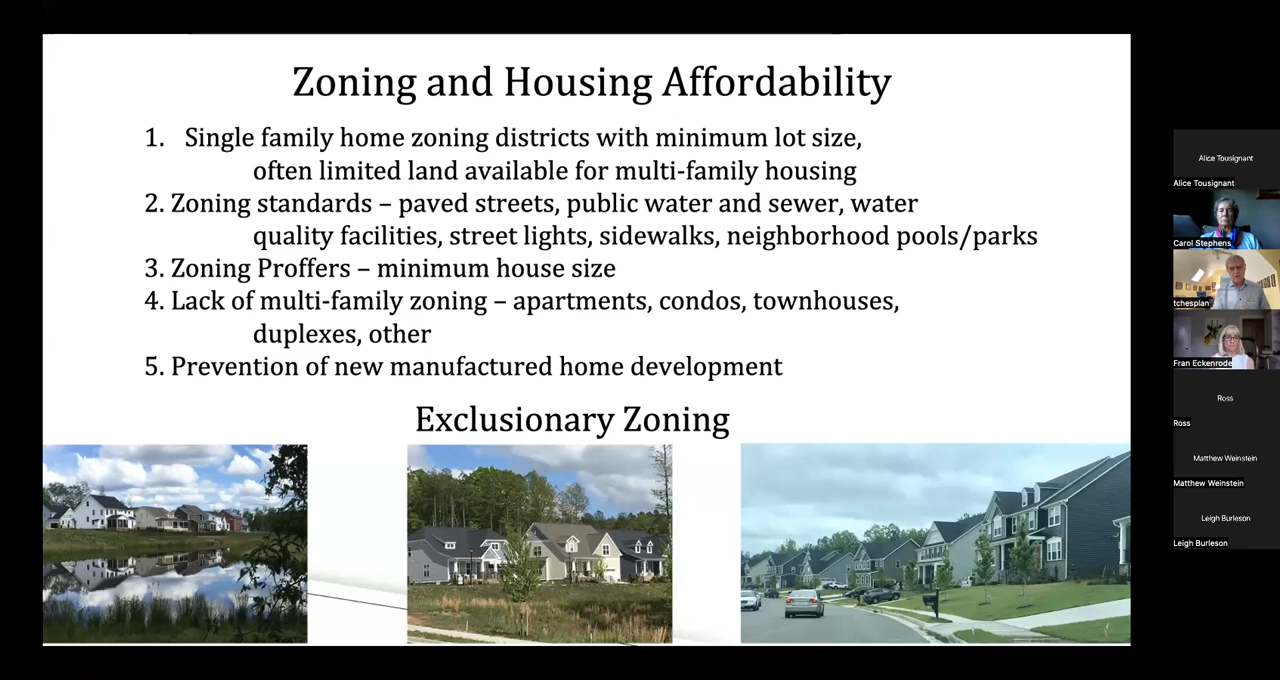 Zoning and Housing Affordability
1. Single family home zoning districts with minimum lot size,
often limited land available for multi-family housing
2. Zoning standards – paved streets, public water and sewer, water
quality facilities, street lights, sidewalks, neighborhood pools/parks
3. Zoning Proffers – minimum house size
4. Lack of multi-family zoning – apartments, condos, townhouses,
duplexes, other
5. Prevention of new manufactured home development
Exclusionary Zoning
Alice Tousignant
Alice Tousignant
Carol Stephens
tchesplan
Fran Eckenrode
Ross
Ross
Matthew Weinstein
Matthew Weinstein
Leigh Burleson
Leigh Burleson